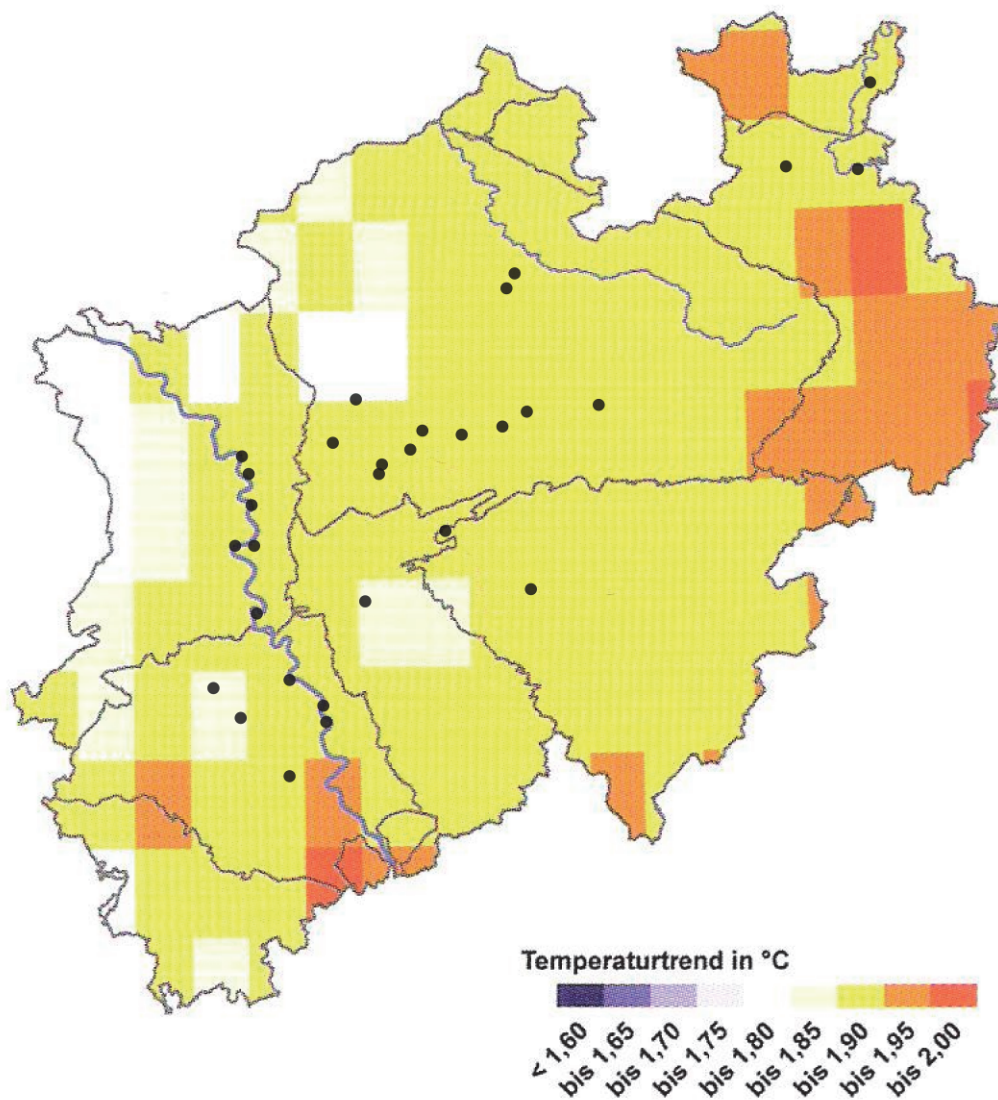 Temperaturtrend in °C
< 1,60
bis 1,65
bis 1,70
bis 1,75
bis 1,80
bis 1,85
bis 1,90
bis 1,95
bis 2,00